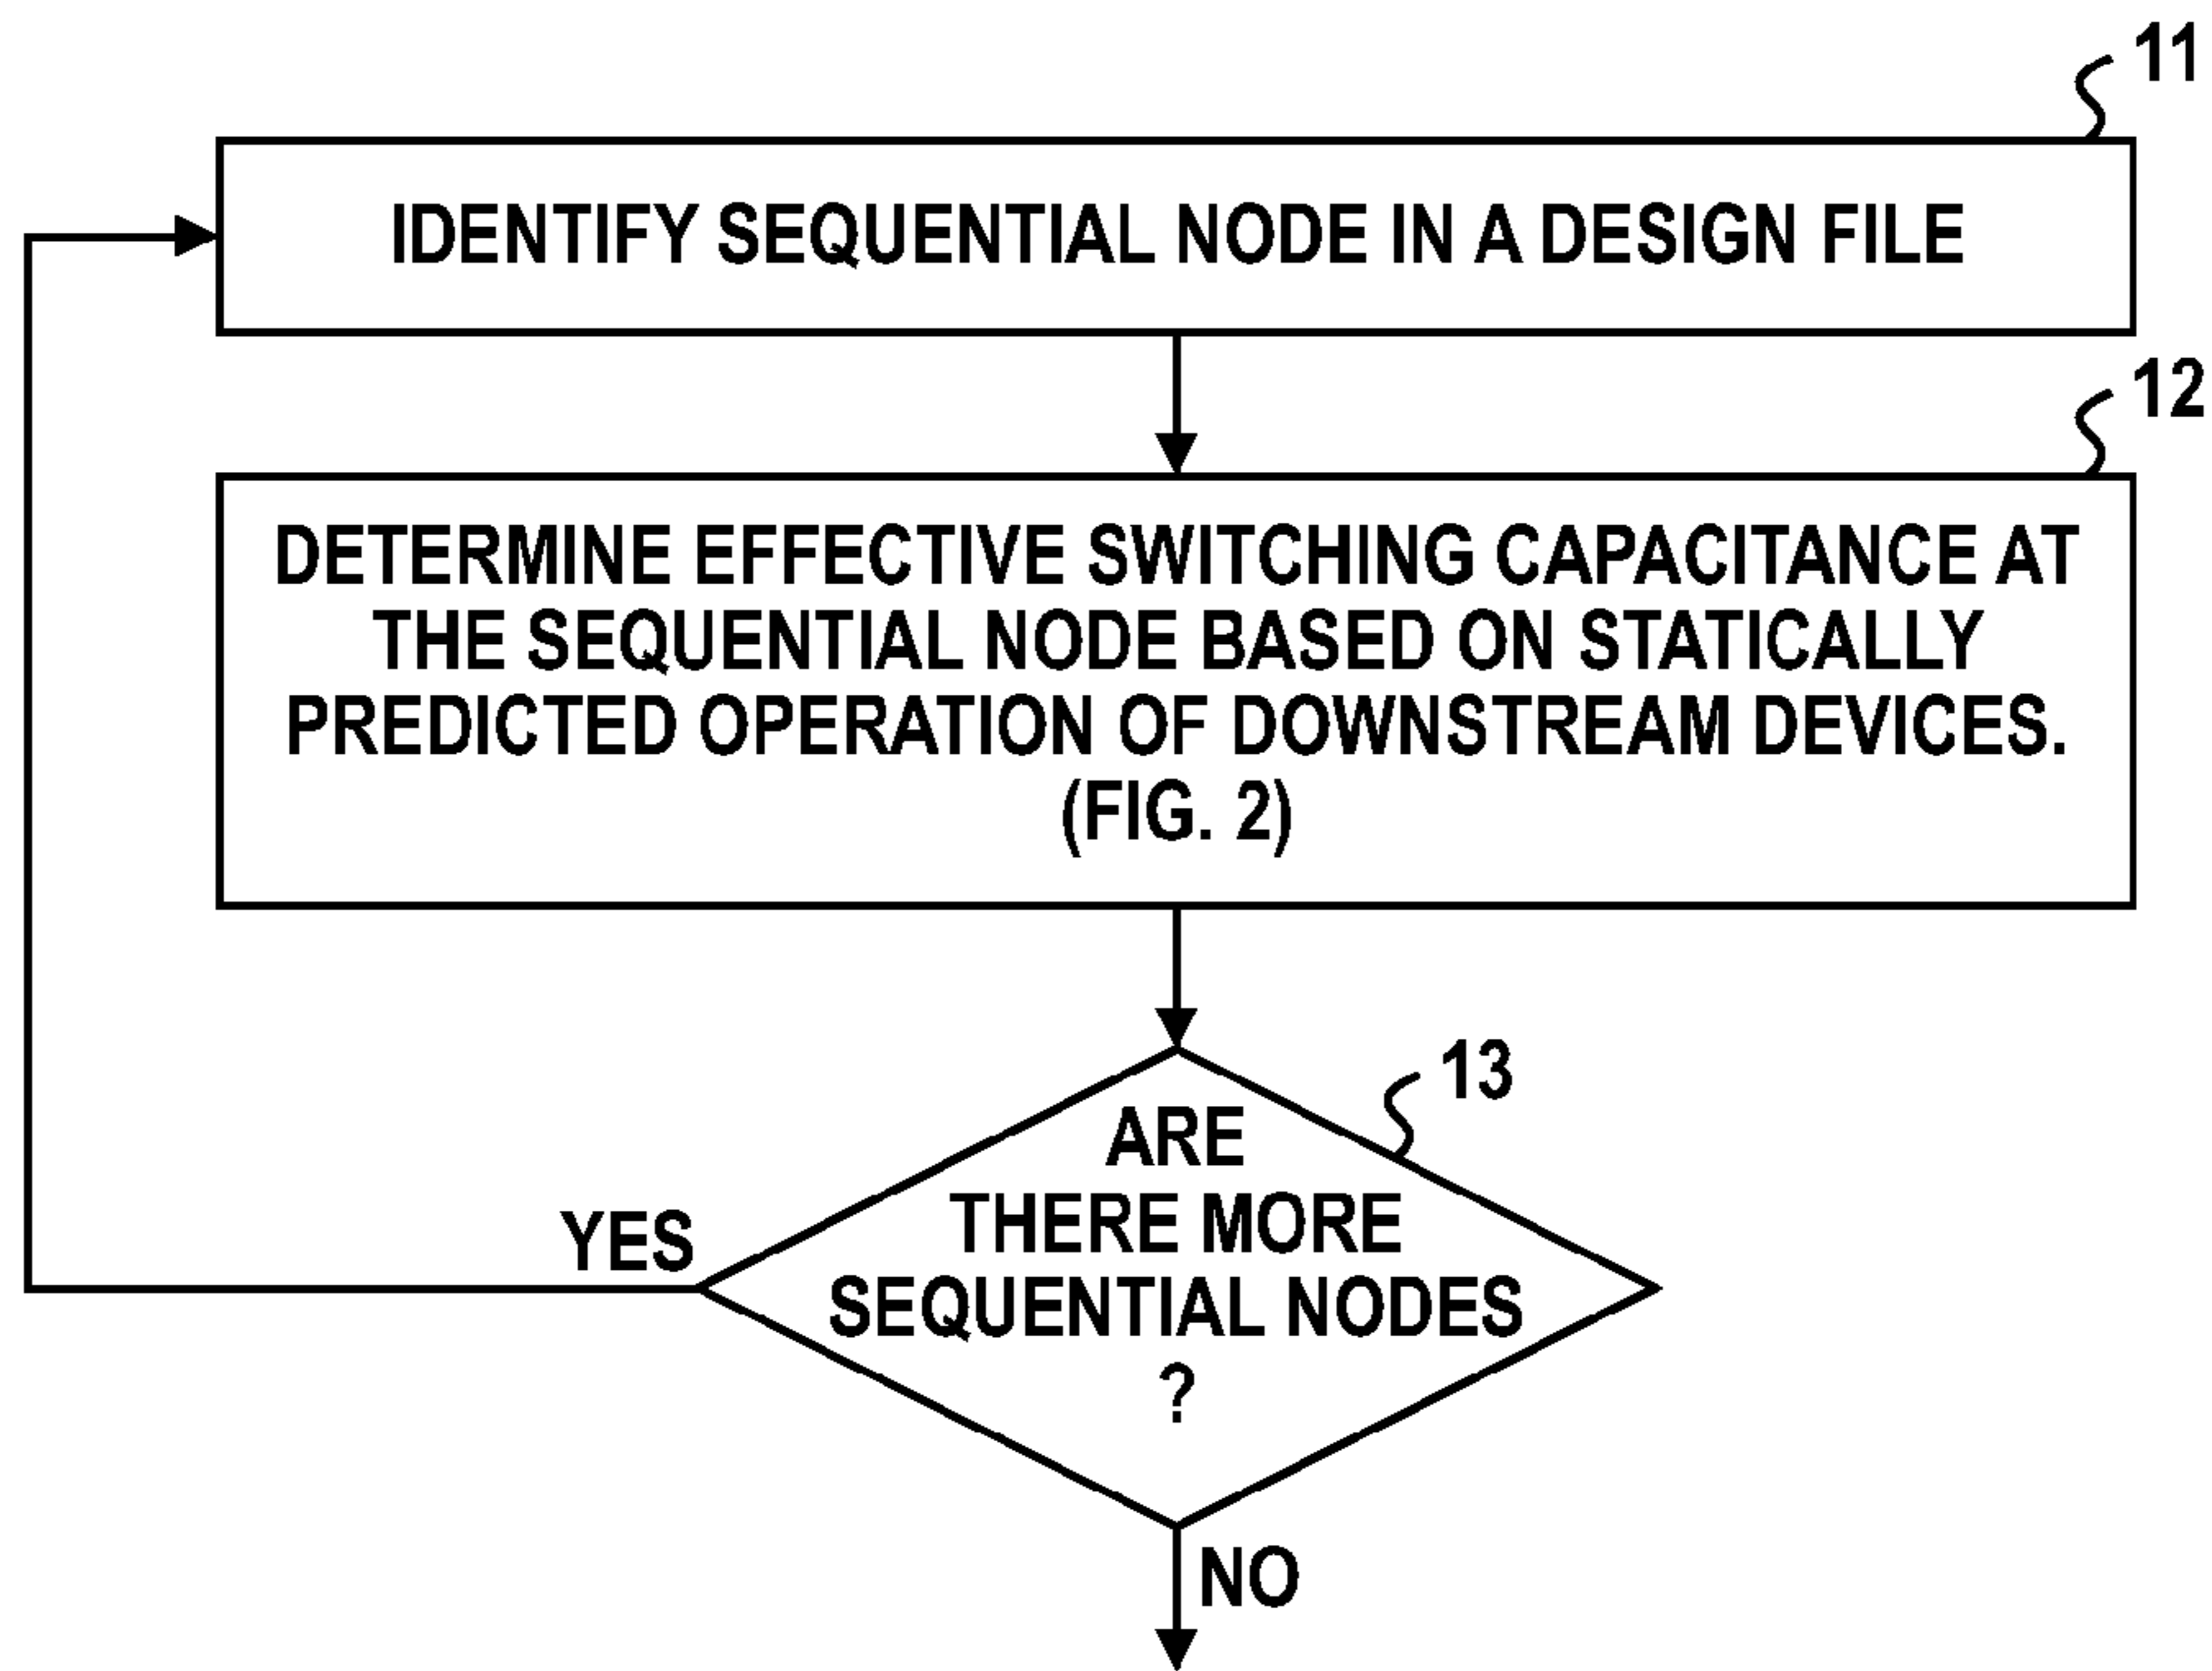 11
IDENTIFY SEQUENTIAL NODE IN A DESIGN FILE
12
DETERMINE EFFECTIVE SWITCHING CAPACITANCE AT
THE SEQUENTIAL NODE BASED ON STATICALLY
PREDICTED OPERATION OF DOWNSTREAM DEVICES.
(FIG. 2)
13
ARE
THERE MORE
SEQUENTIAL NODES
?
YES
NO